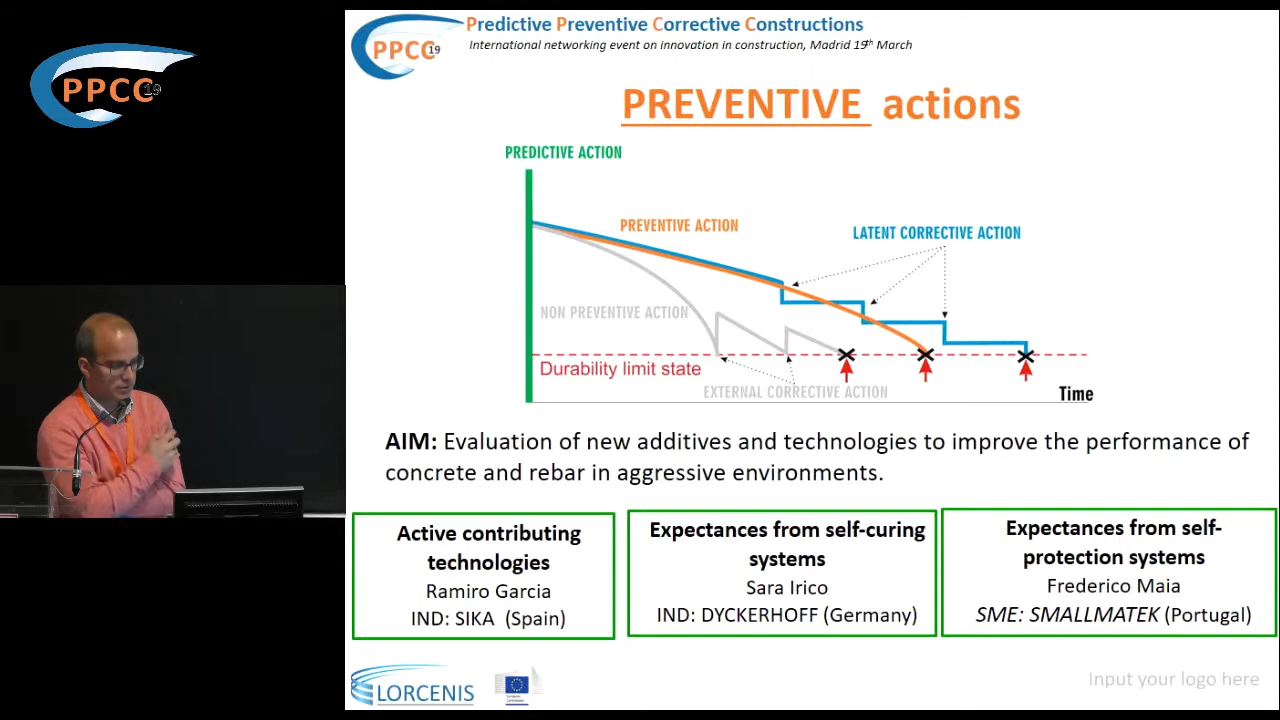 PPCC 19
PPCC 19
Predictive Preventive Corrective Constructions
International networking event on innovation in construction, Madrid 19th March
PREVENTIVE actions
PREDICTIVE ACTION
PREVENTIVE ACTION
LATENT CORRECTIVE ACTION
NON PREVENTIVE ACTION
Durability limit state
EXTERNAL CORRECTIVE ACTION
Time
AIM: Evaluation of new additives and technologies to improve the performance of
concrete and rebar in aggressive environments.
Active contributing
technologies
Ramiro Garcia
IND: SIKA (Spain)
Expectances from self-curing
systems
Sara Irico
IND: DYCKERHOFF (Germany)
Expectances from self-
protection systems
Frederico Maia
SME: SMALLMATEK (Portugal)
LORCENIS
Input your logo here